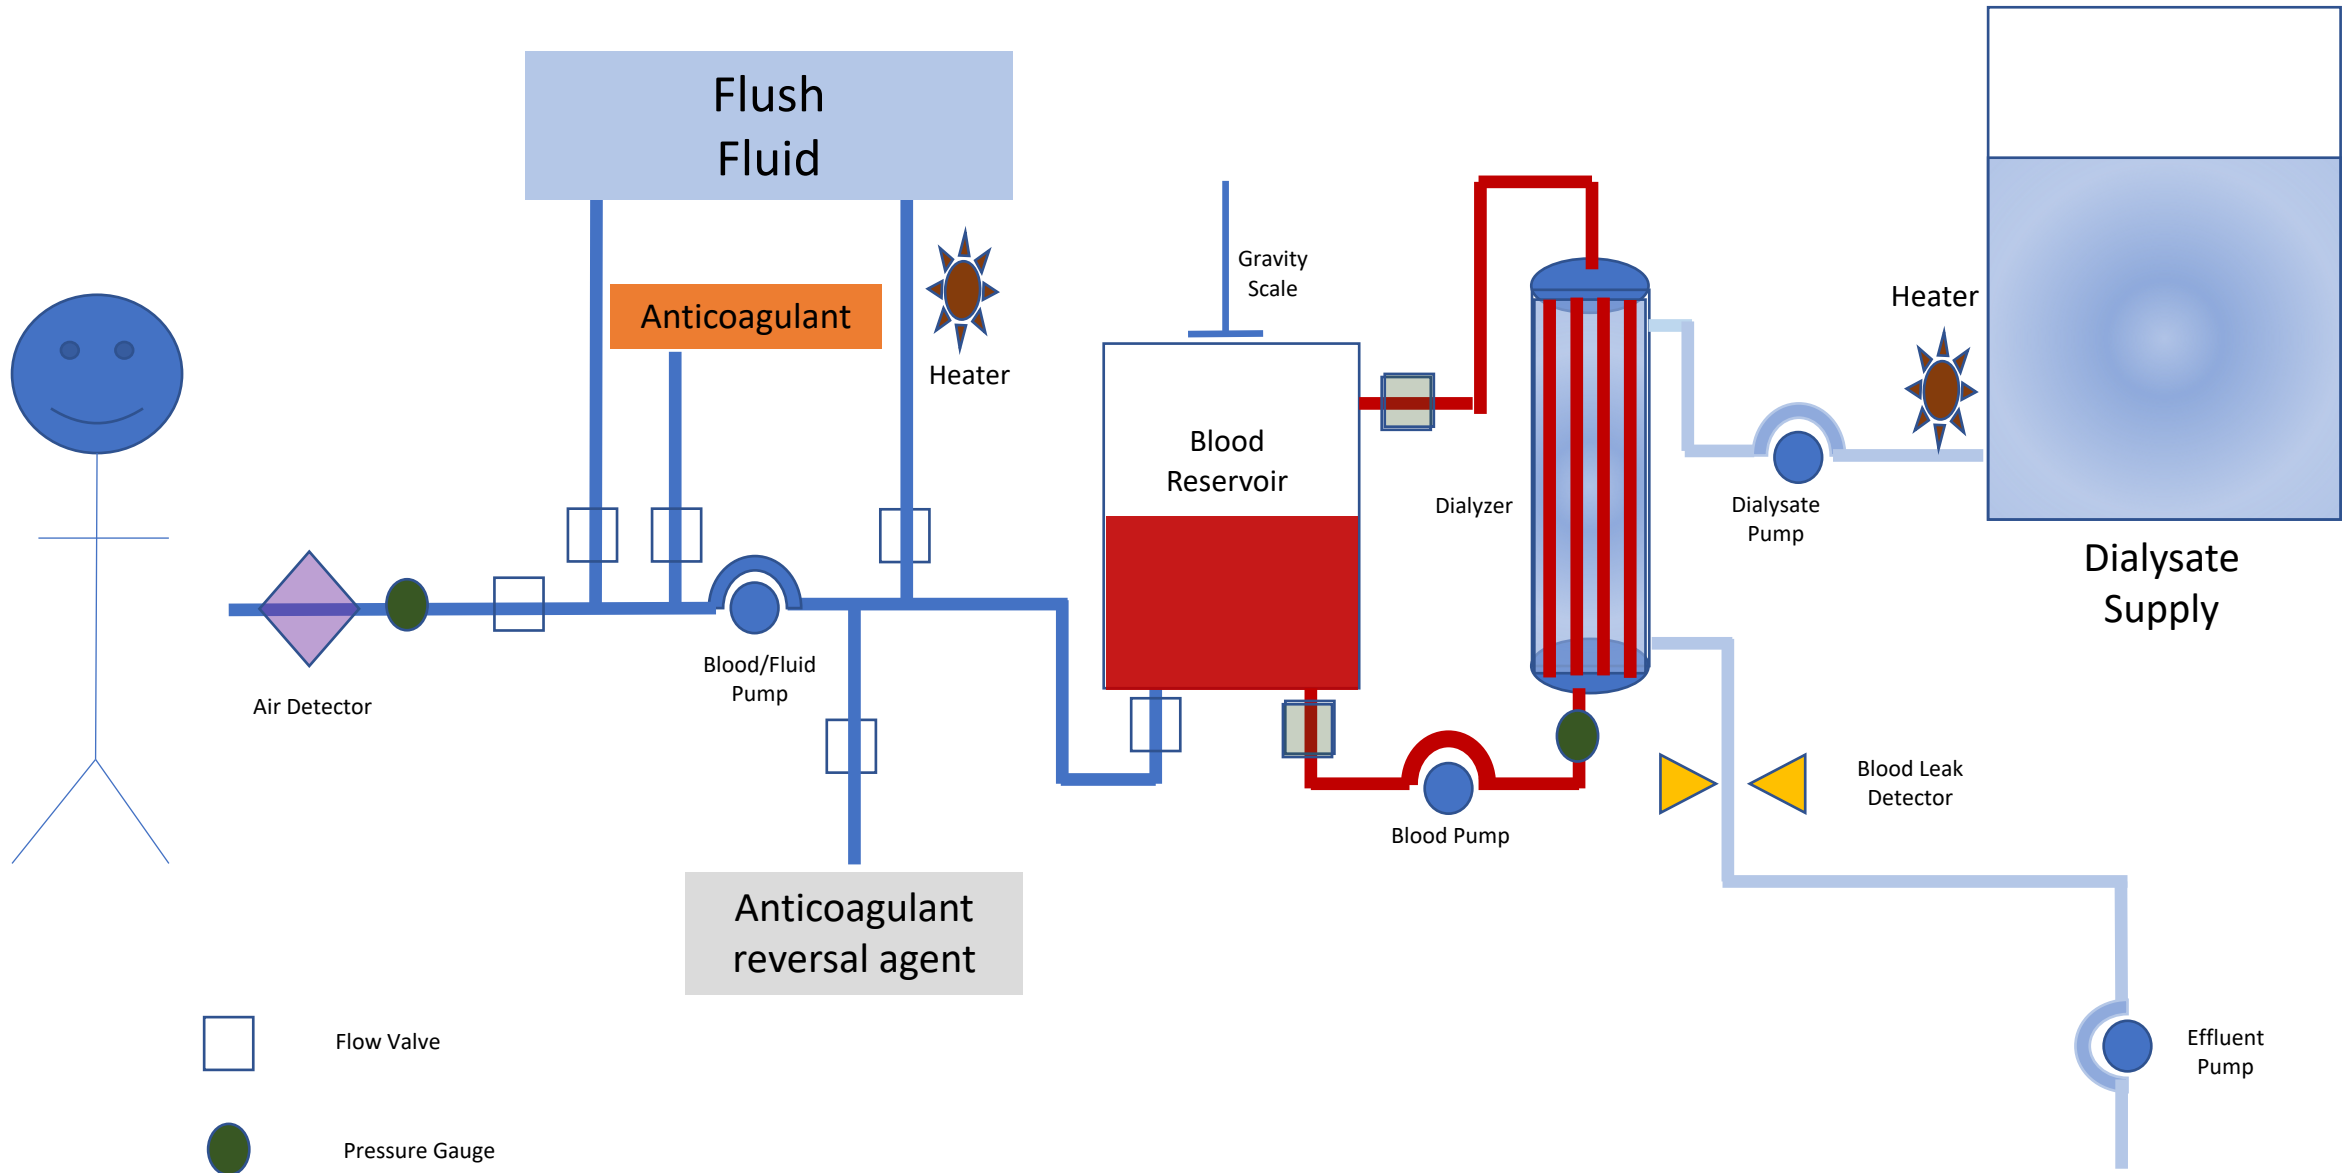 Flush
Fluid
Anticoagulant
Heater
Gravity
Scale
Blood
Reservoir
Dialyzer
Heater
Dialysate
Pump
Dialysate
Supply
Air Detector
Blood/Fluid
Pump
Blood Pump
Blood Leak
Detector
Anticoagulant
reversal agent
Flow Valve
Effluent
Pump
Pressure Gauge